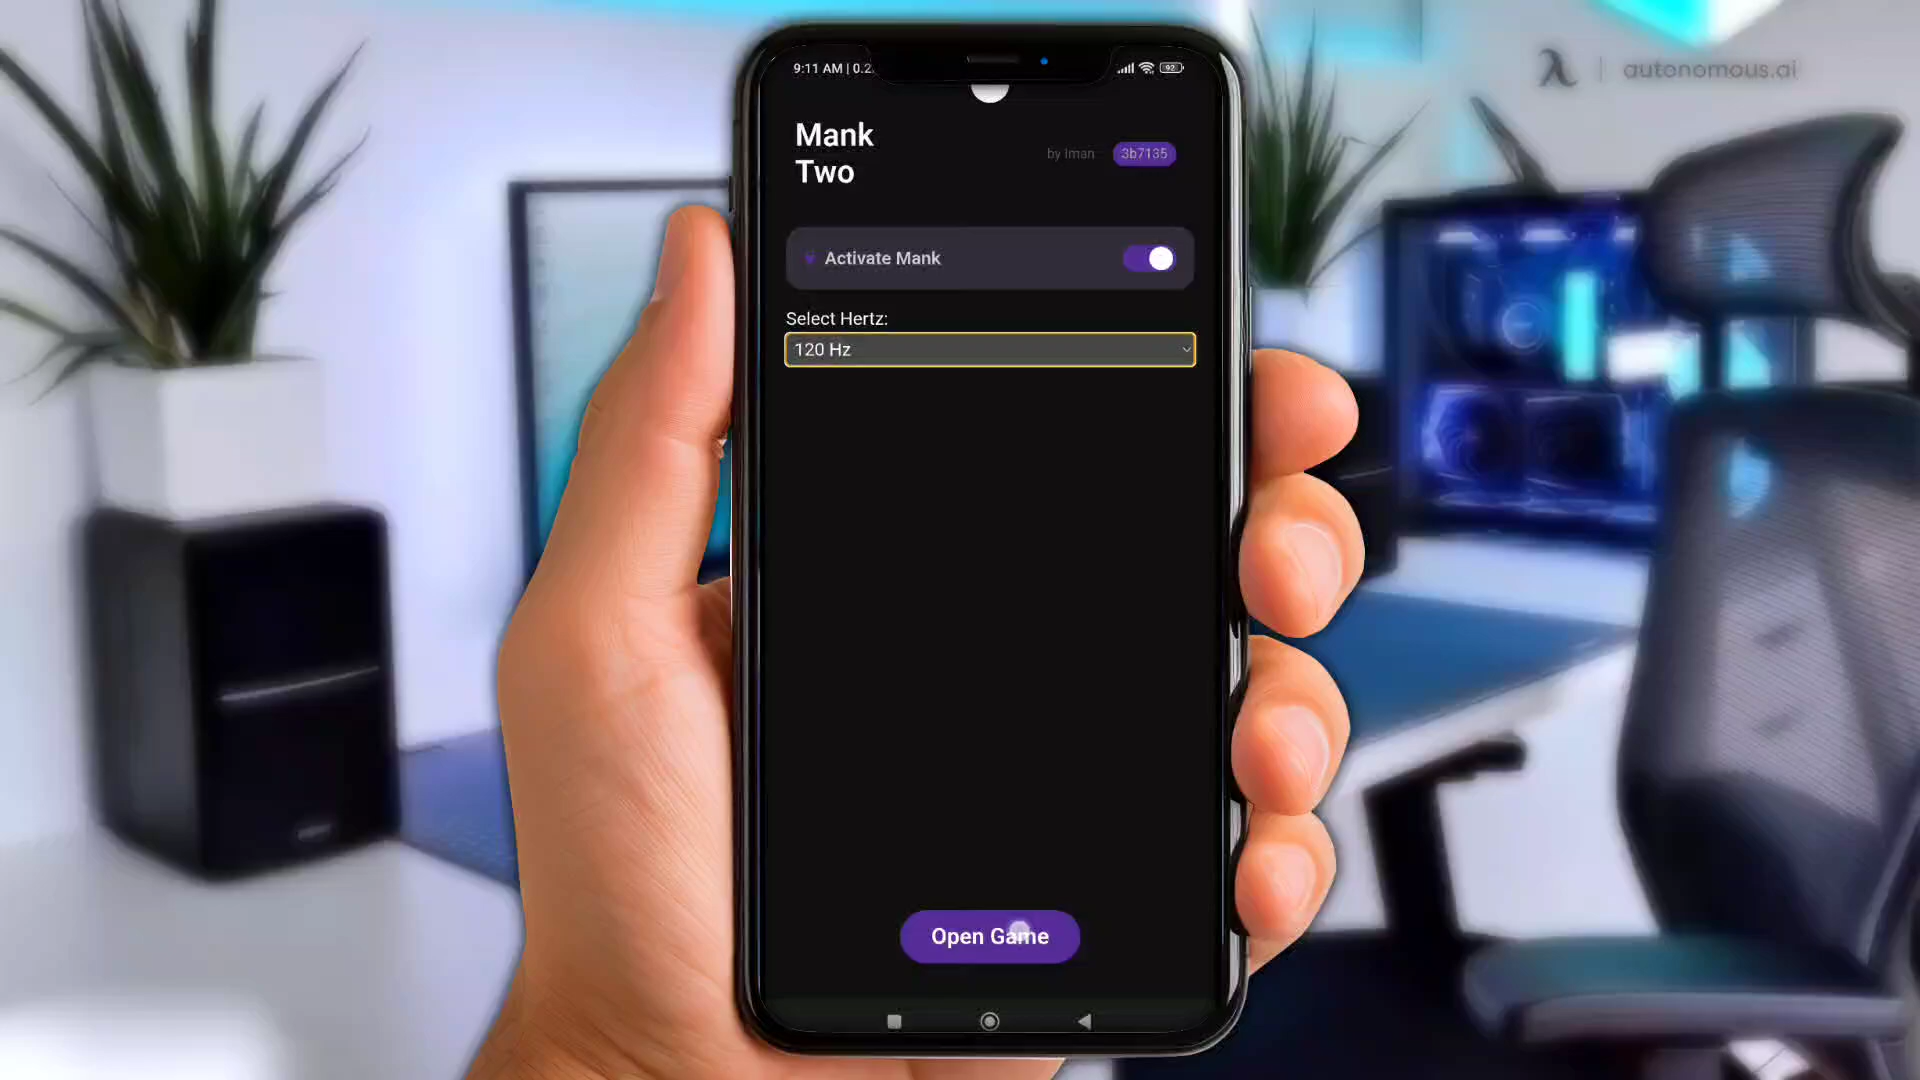 9:11 AM | 0.2
92
autonomous.ai
Mank
Two
by Iman
3b7135
Activate Mank
Select Hertz:
120 Hz
Open Game